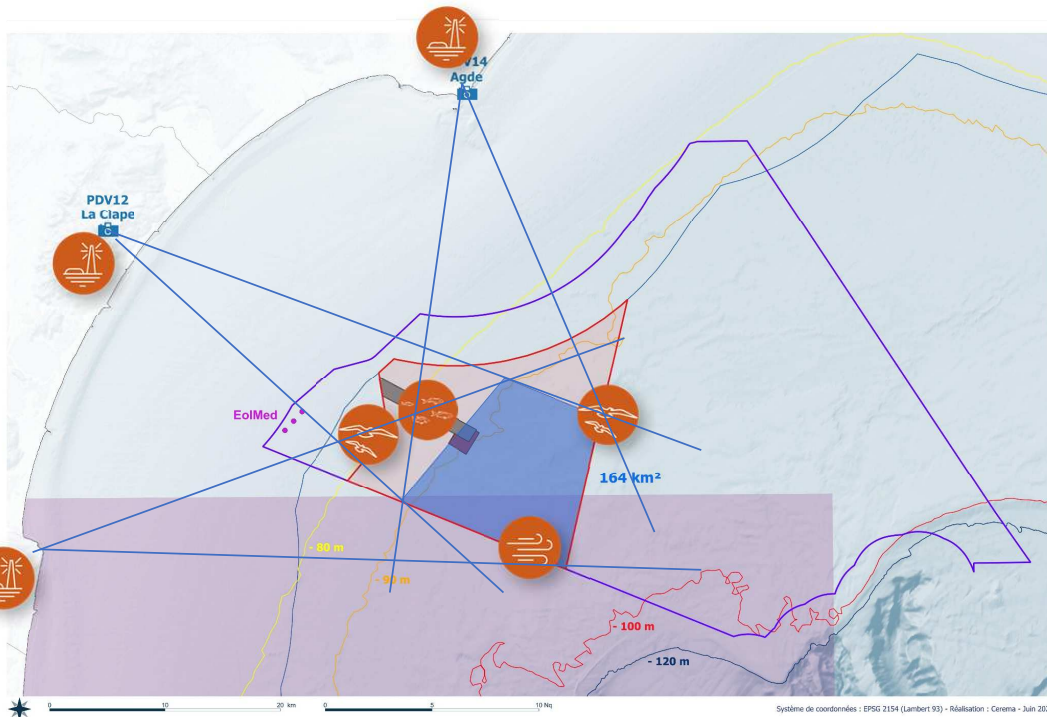 V14
Agde
PDV12
La Clape
EolMed
164 km²
- 80 m
- 90 m
- 100 m
- 120 m
0 10 20 km
0 5 10 Nq
Système de coordonnées : EPSG 2154 (Lambert 93) - Réalisation : Cerema - Juin 202